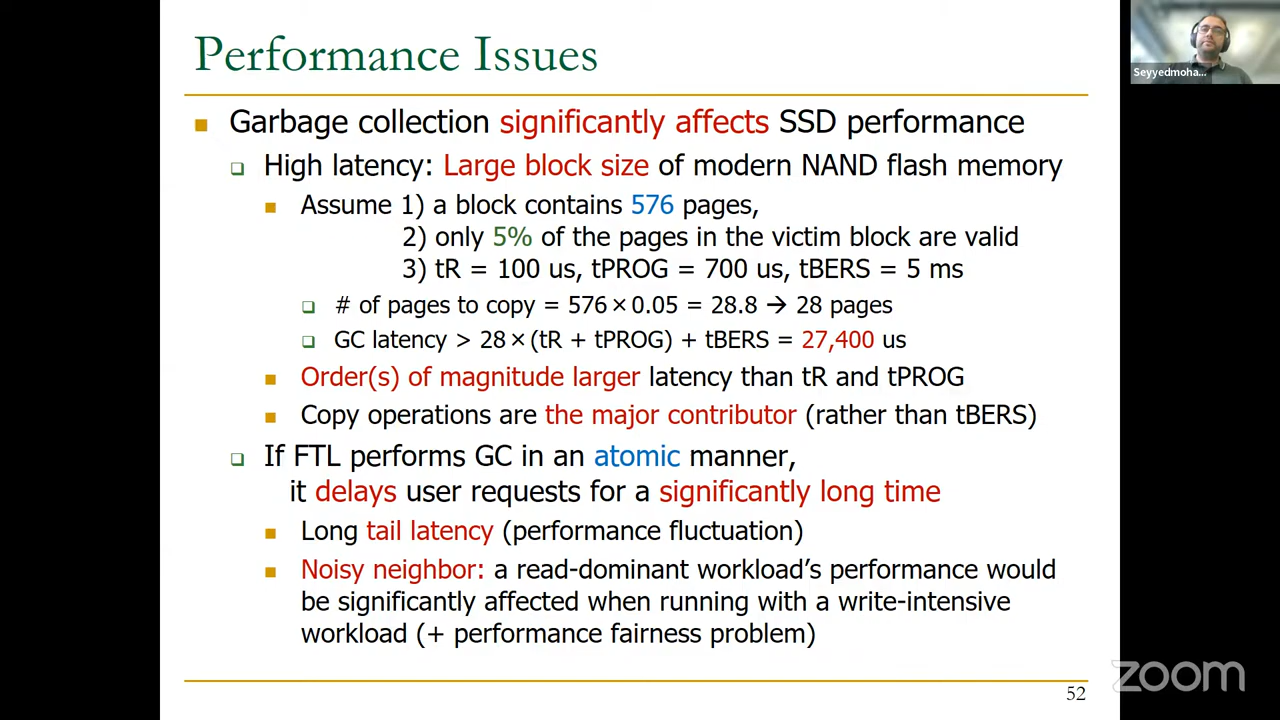 Performance Issues
Garbage collection significantly affects SSD performance
High latency: Large block size of modern NAND flash memory
Assume 1) a block contains 576 pages,
2) only 5% of the pages in the victim block are valid
3) tR = 100 us, tPROG = 700 us, tBERS = 5 ms
# of pages to copy = 576×0.05 = 28.8 → 28 pages
GC latency > 28×(tR + tPROG) + tBERS = 27,400 us
Order(s) of magnitude larger latency than tR and tPROG
Copy operations are the major contributor (rather than tBERS)
If FTL performs GC in an atomic manner,
it delays user requests for a significantly long time
Long tail latency (performance fluctuation)
Noisy neighbor: a read-dominant workload's performance would
be significantly affected when running with a write-intensive
workload (+ performance fairness problem)
52
Seyyedmoha...
zoom